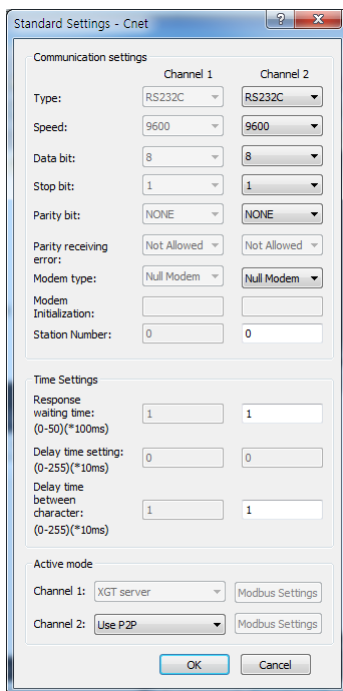 Standard Settings - Cnet
Communication settings
Channel 1 Channel 2
Type: RS232C RS232C
Speed: 9600 9600
Data bit: 8 8
Stop bit: 1 1
Parity bit: NONE NONE
Parity receiving
error: Not Allowed Not Allowed
Modem type: Null Modem Null Modem
Modem
Initialization:
Station Number: 0 0
Time Settings
Response
waiting time: 1 1
(0-50)(*100ms)
Delay time setting: 0 0
(0-255)(*10ms)
Delay time
between
character: 1 1
(0-255)(*10ms)
Active mode
Channel 1: XGT server Modbus Settings
Channel 2: Use P2P Modbus Settings
OK Cancel